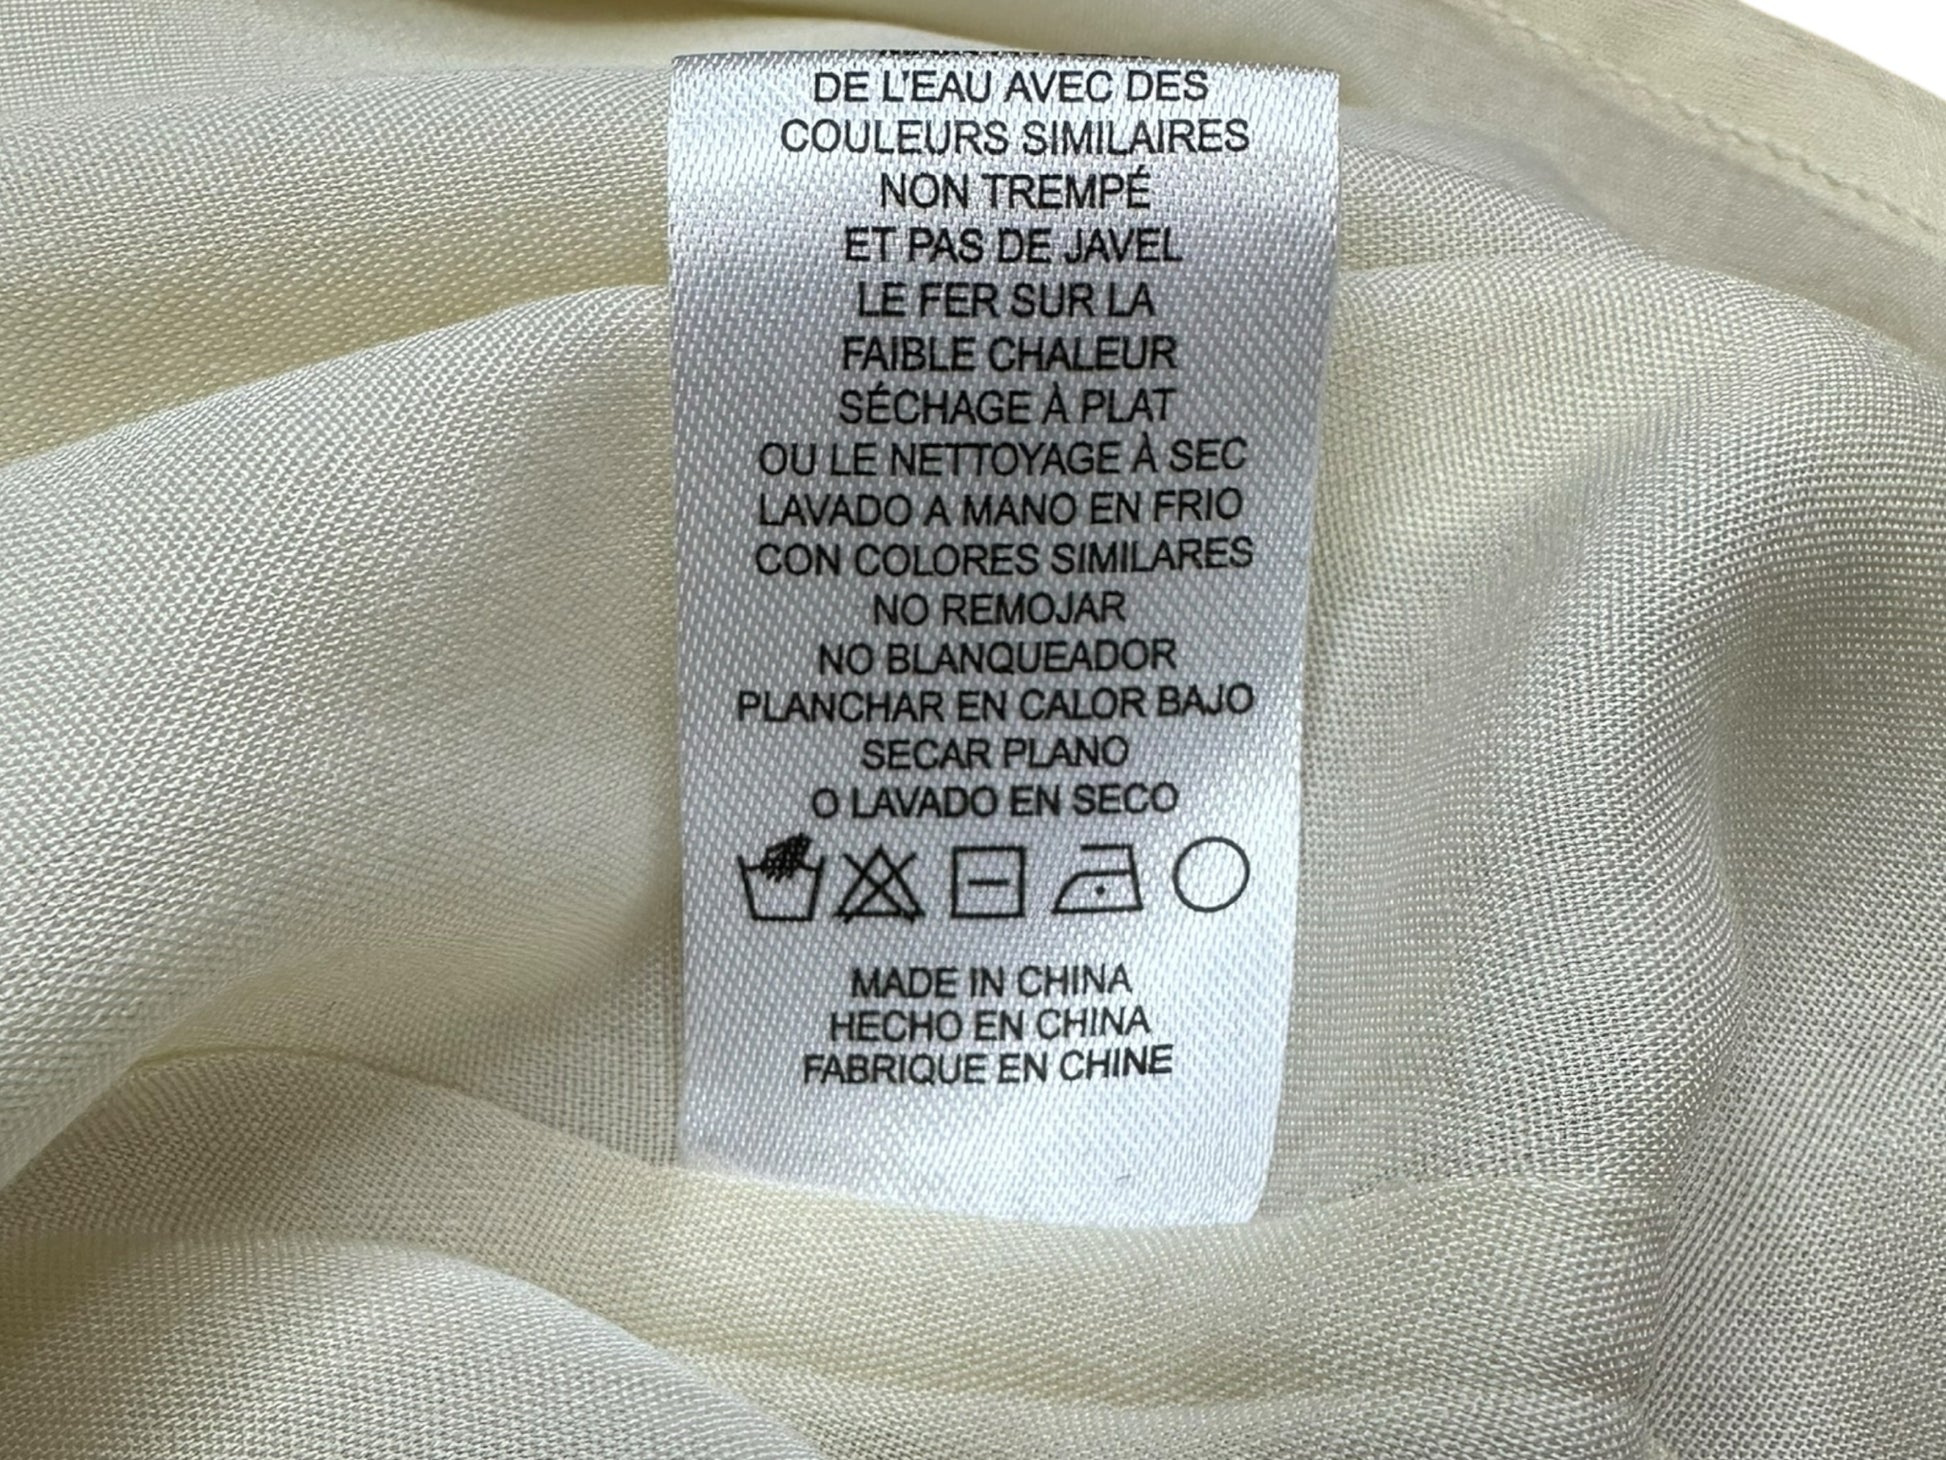 DE L'EAU AVEC DES
COULEURS SIMILAIRES
NON TREMPÉ
ET PAS DE JAVEL
LE FER SUR LA
FAIBLE CHALEUR
SÉCHAGE À PLAT
OU LE NETTOYAGE À SEC
LAVADO A MANO EN FRIO
CON COLORES SIMILARES
NO REMOJAR
NO BLANQUEADOR
PLANCHAR EN CALOR BAJO
SECAR PLANO
O LAVADO EN SECO
MADE IN CHINA
HECHO EN CHINA
FABRIQUE EN CHINE